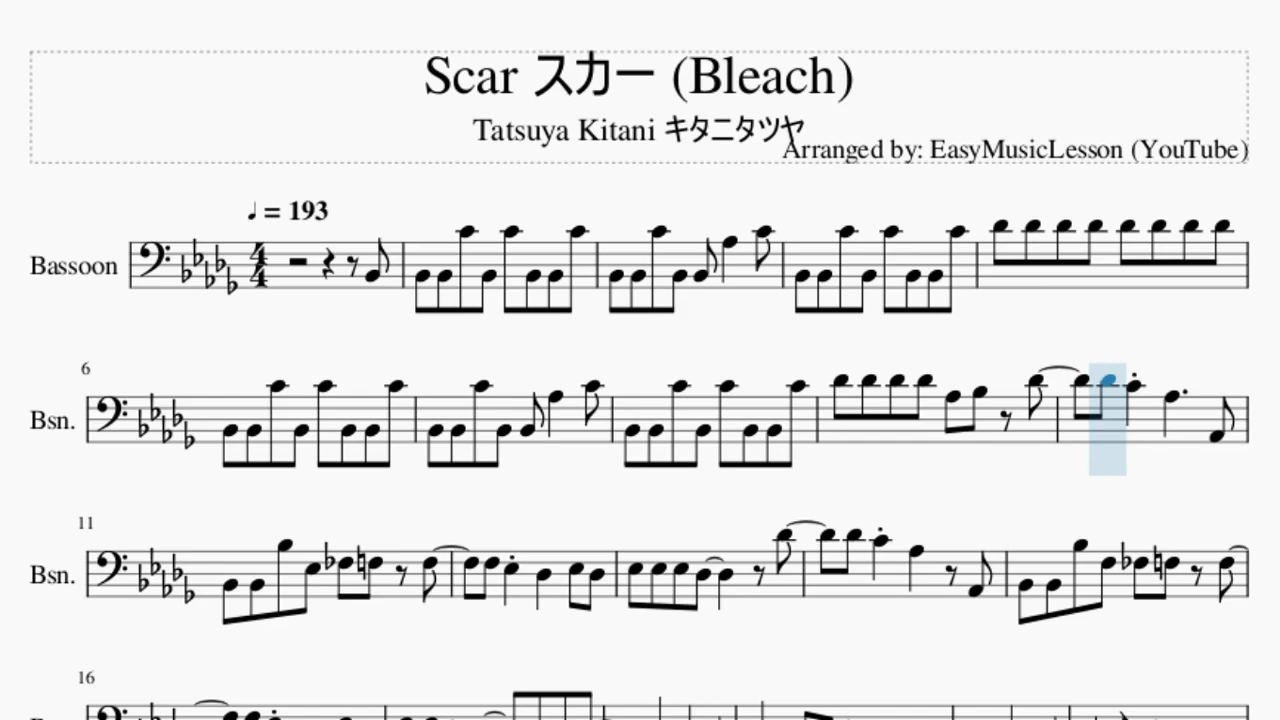 Scar スカー (Bleach)
Tatsuya Kitani キタニタツヤ
Arranged by: EasyMusicLesson (YouTube)
♩ = 193
Bassoon
6
Bsn.
11
Bsn.
16